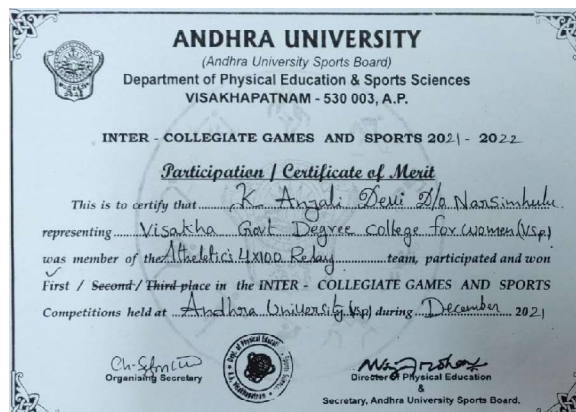 ANDHRA UNIVERSITY
(Andhra University Sports Board)
Department of Physical Education & Sports Sciences
VISAKHAPATNAM - 530 003, A.P.
INTER - COLLEGIATE GAMES AND SPORTS 2021 - 2022
Participation / Certificate of Merit
This is to certify that K. Anjali Devi D/o Narsimhulu
representing Visakha Govt Degree College for women (Vsp)
was member of the Atheletics 4x100 Relay team, participated and won
First / Second / Third place in the INTER - COLLEGIATE GAMES AND SPORTS
Competitions held at Andhra University (Vsp) during December 2021
Organising Secretary
Director of Physical Education
&
Secretary, Andhra University Sports Board.